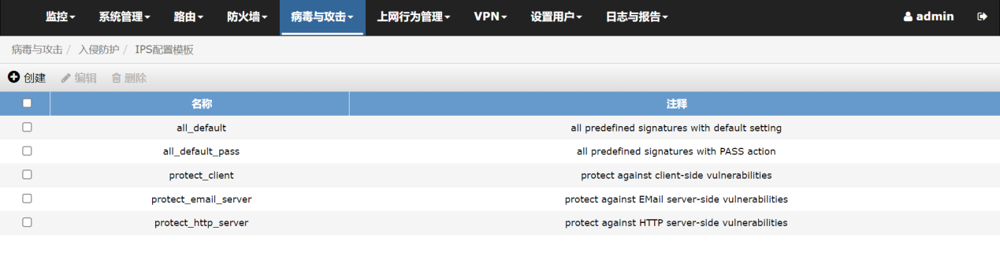 监控 系统管理 路由 防火墙 病毒与攻击 上网行为管理 VPN 设置用户 日志与报告 admin
病毒与攻击 / 入侵防护 / IPS配置模板
创建 编辑 删除
名称 注释
all_default all predefined signatures with default setting
all_default_pass all predefined signatures with PASS action
protect_client protect against client-side vulnerabilities
protect_email_server protect against EMail server-side vulnerabilities
protect_http_server protect against HTTP server-side vulnerabilities